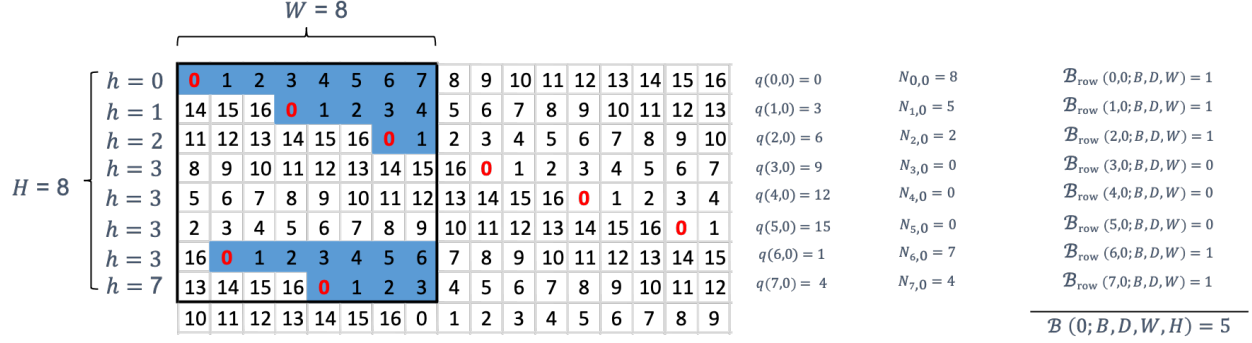 W = 8
h = 0 0 1 2 3 4 5 6 7 8 9 10 11 12 13 14 15 16 q(0,0) = 0 N0,0 = 8 ℬrow (0,0; B, D, W) = 1
h = 1 14 15 16 0 1 2 3 4 5 6 7 8 9 10 11 12 13 q(1,0) = 3 N1,0 = 5 ℬrow (1,0; B, D, W) = 1
h = 2 11 12 13 14 15 16 0 1 2 3 4 5 6 7 8 9 10 q(2,0) = 6 N2,0 = 2 ℬrow (2,0; B, D, W) = 1
h = 3 8 9 10 11 12 13 14 15 16 0 1 2 3 4 5 6 7 q(3,0) = 9 N3,0 = 0 ℬrow (3,0; B, D, W) = 0
H = 8
h = 3 5 6 7 8 9 10 11 12 13 14 15 16 0 1 2 3 4 q(4,0) = 12 N4,0 = 0 ℬrow (4,0; B, D, W) = 0
h = 3 2 3 4 5 6 7 8 9 10 11 12 13 14 15 16 0 1 q(5,0) = 15 N5,0 = 0 ℬrow (5,0; B, D, W) = 0
h = 3 16 0 1 2 3 4 5 6 7 8 9 10 11 12 13 14 15 q(6,0) = 1 N6,0 = 7 ℬrow (6,0; B, D, W) = 1
h = 7 13 14 15 16 0 1 2 3 4 5 6 7 8 9 10 11 12 q(7,0) = 4 N7,0 = 4 ℬrow (7,0; B, D, W) = 1
10 11 12 13 14 15 16 0 1 2 3 4 5 6 7 8 9 ℬ (0; B, D, W, H) = 5